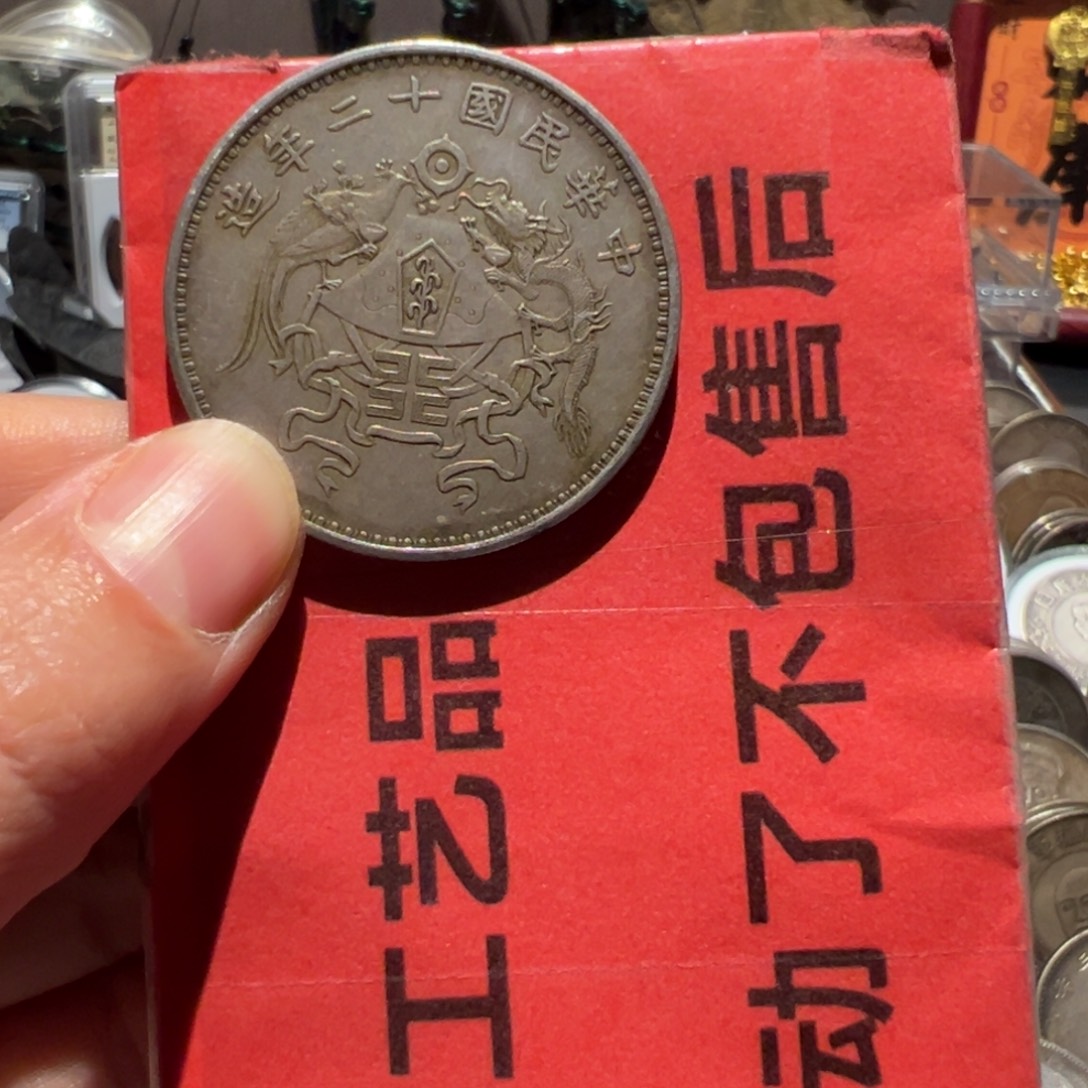 中華民國十二年造
工艺品
动了不包售后